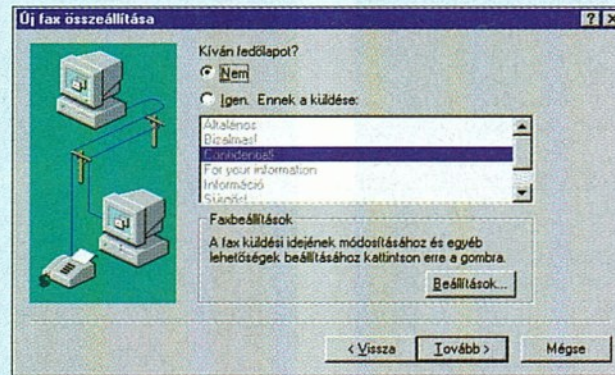 Új fax összeállítása
Kíván fedőlapot?
Nem
Igen. Ennek a küldése:
Általános
Bizalmas!
Confidential!
For your information
Információ
Sürgős!
Faxbeállítások
A fax küldési idejének módosításához és egyéb
lehetőségek beállításához kattintson erre a gombra.
Beállítások...
< Vissza
Tovább >
Mégse